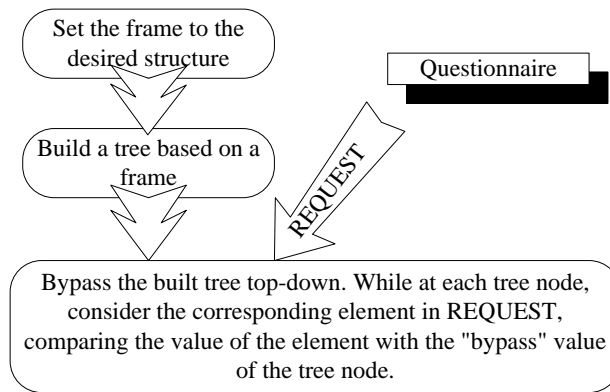 Set the frame to the
desired structure
Questionnaire
Build a tree based on a
frame
REQUEST
Bypass the built tree top-down. While at each tree node,
consider the corresponding element in REQUEST,
comparing the value of the element with the "bypass" value
of the tree node.